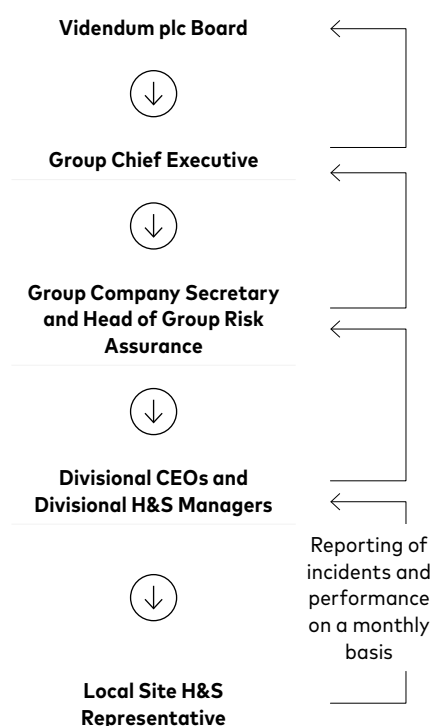 Videndum plc Board
Group Chief Executive
Group Company Secretary
and Head of Group Risk
Assurance
Divisional CEOs and
Divisional H&S Managers
Reporting of
incidents and
performance
on a monthly
basis
Local Site H&S
Representative